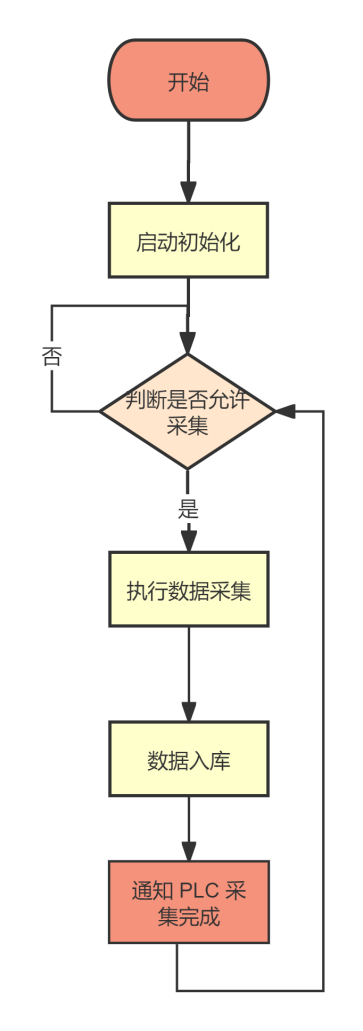 开始
启动初始化
否
判断是否允许
采集
是
执行数据采集
数据入库
通知 PLC 采
集完成